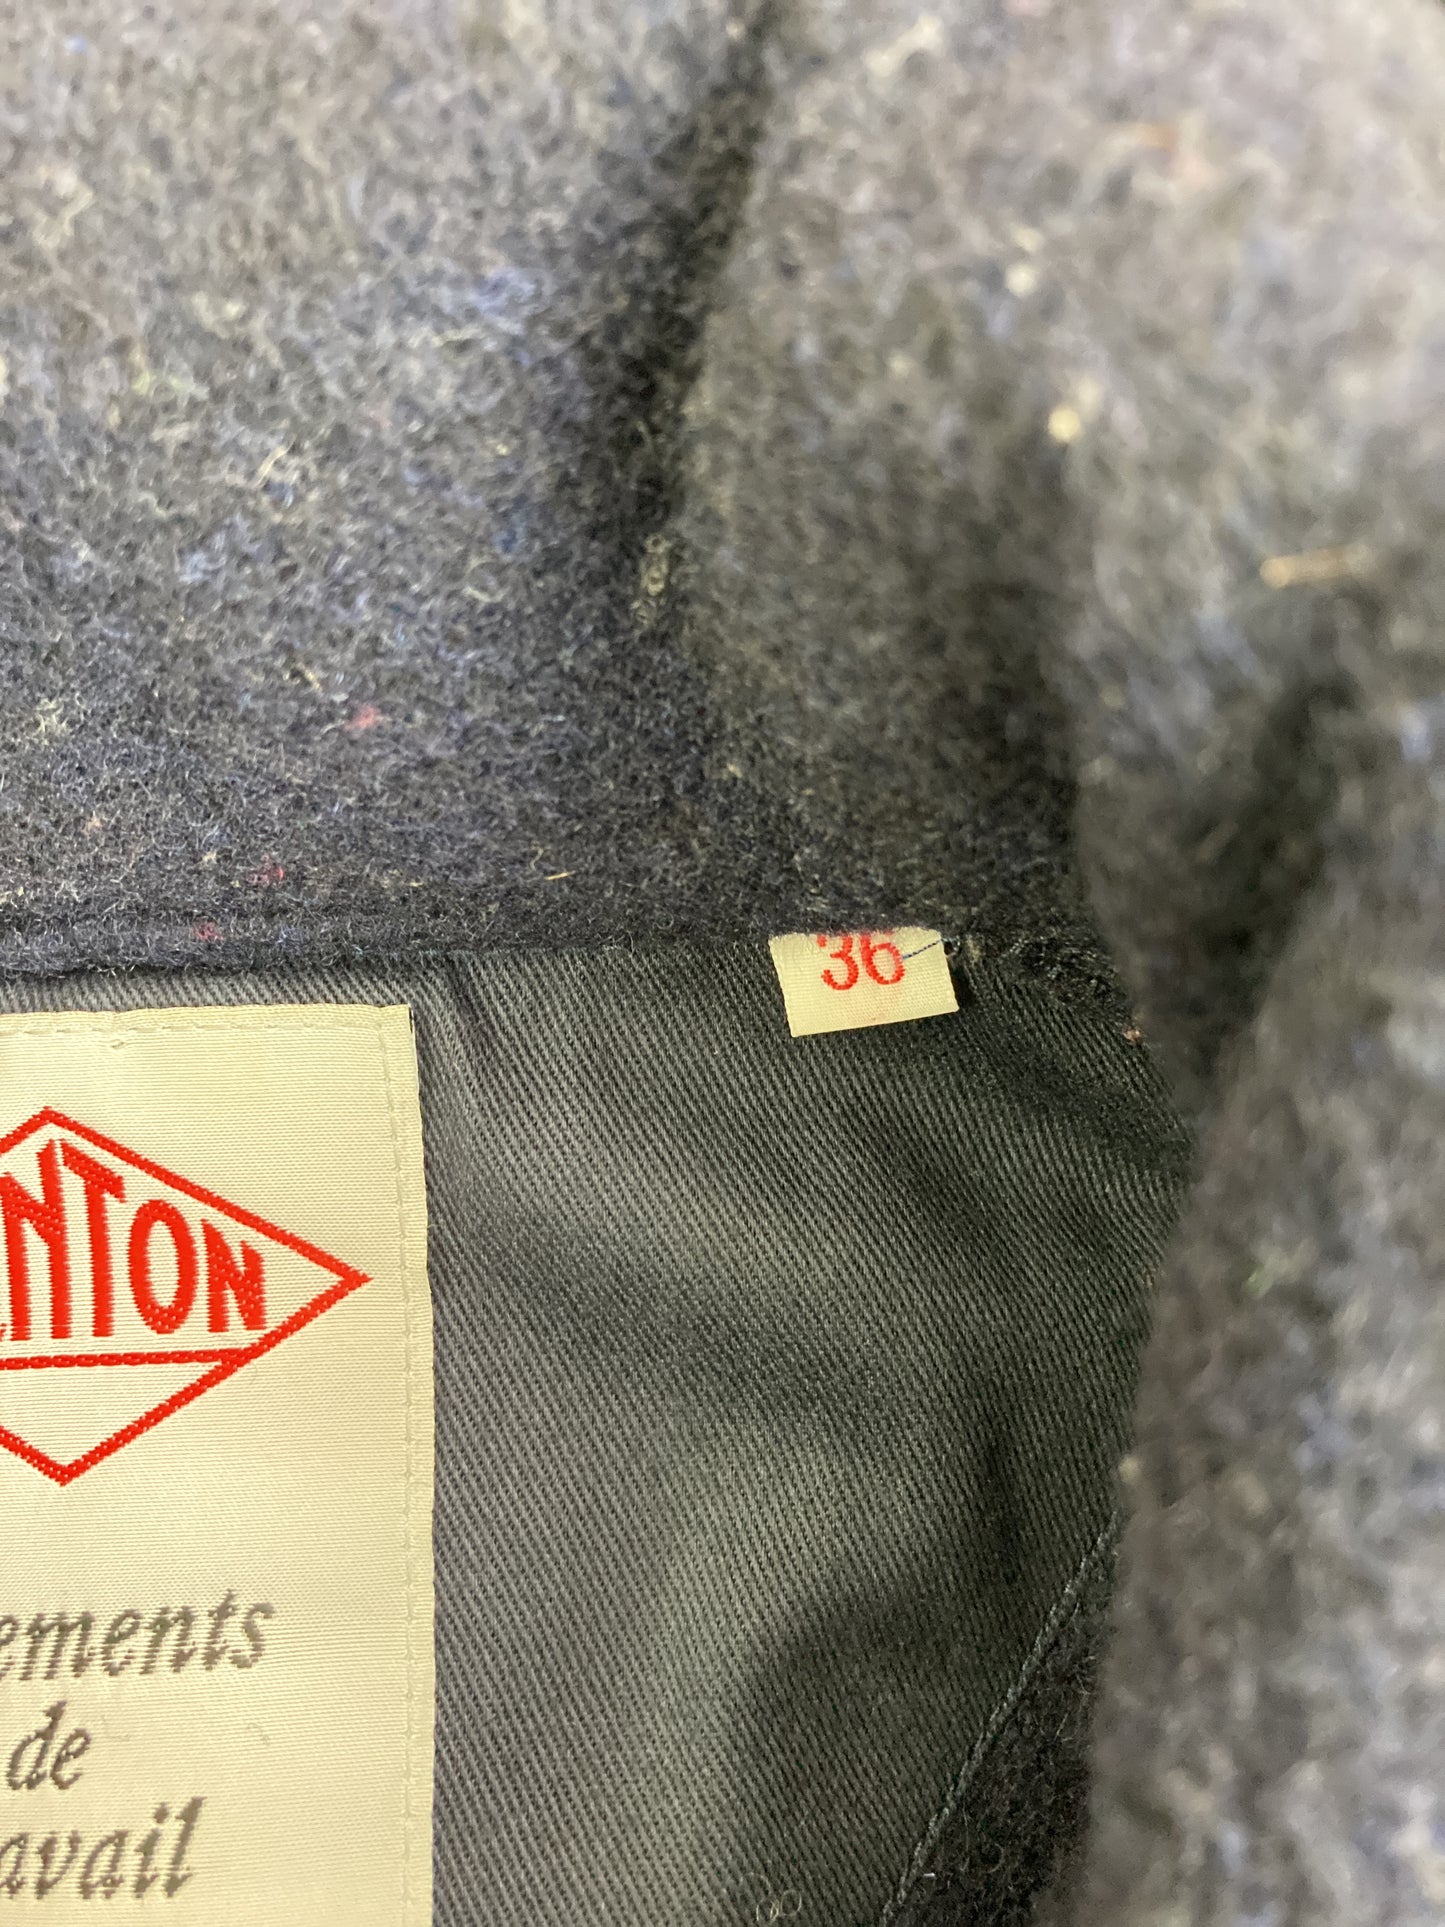 36
NTON
ements
de
avail